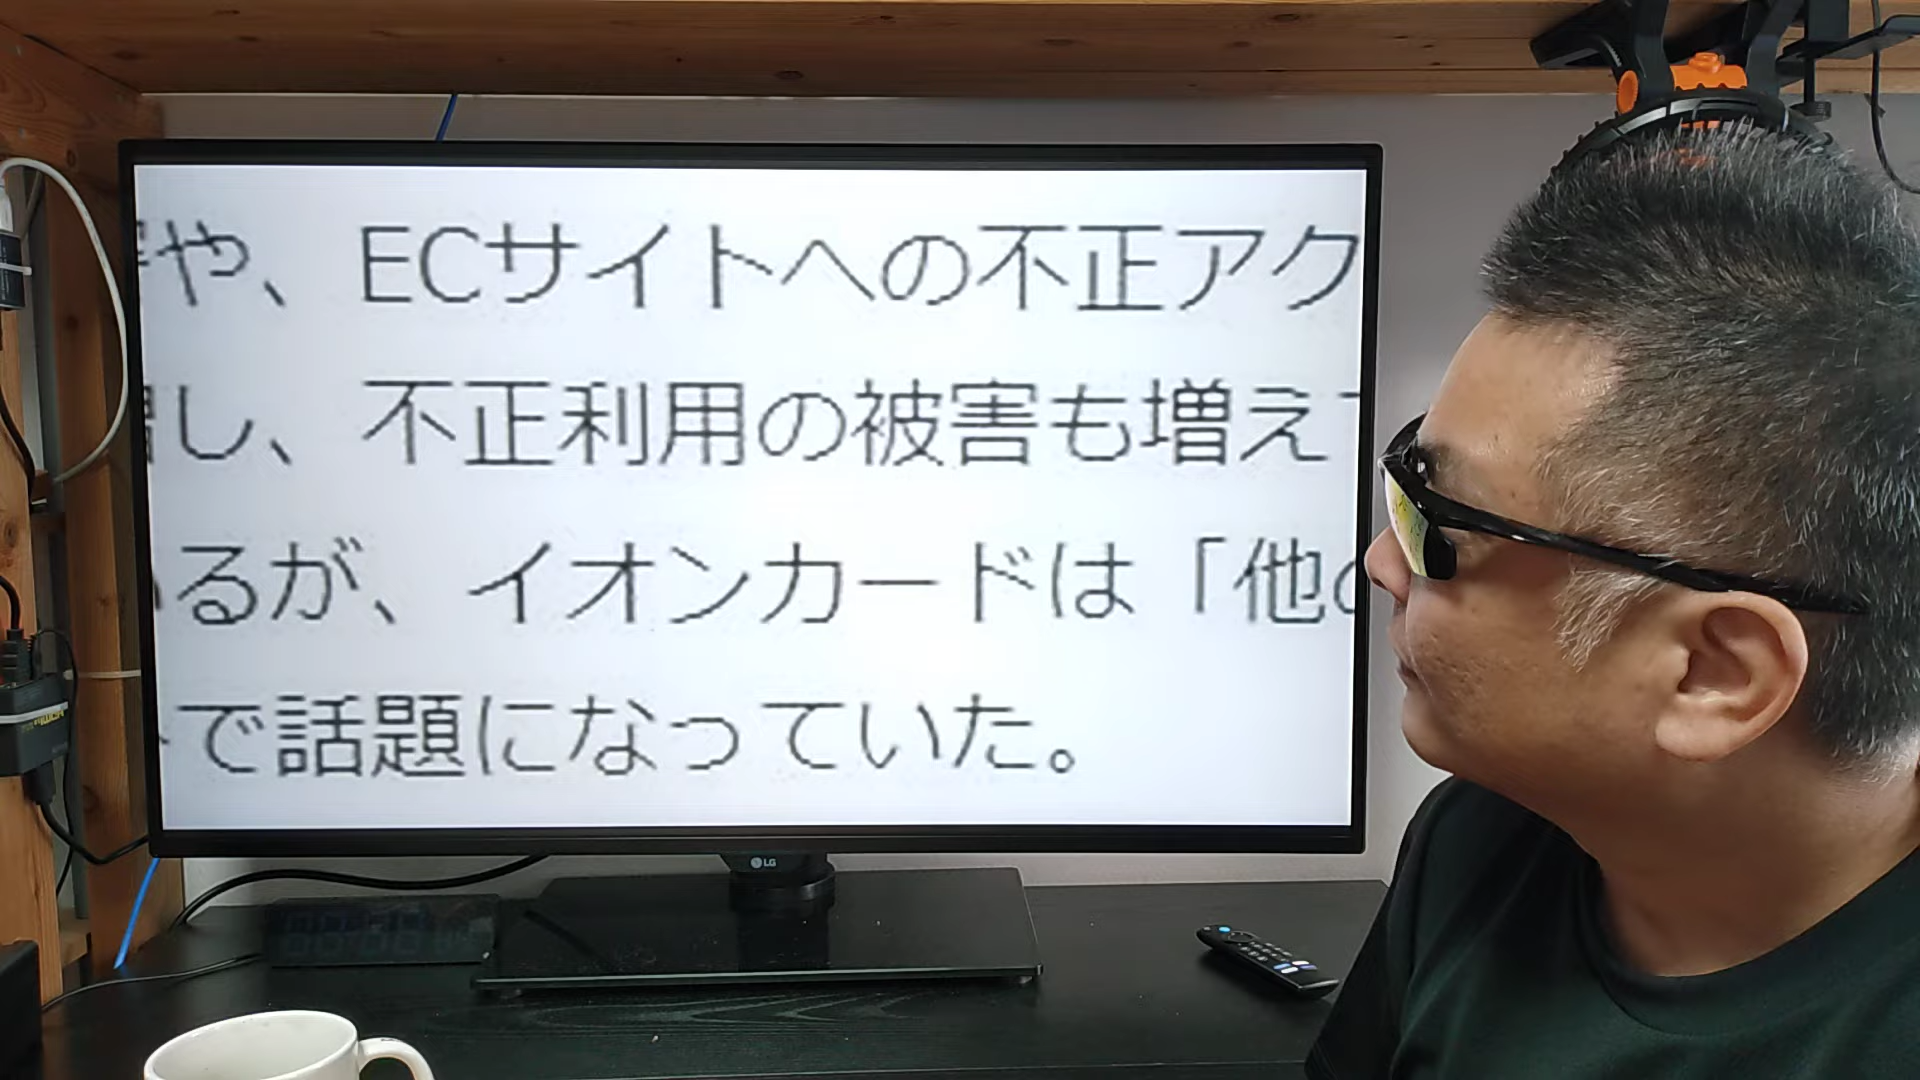 や、ECサイトへの不正アク
し、不正利用の被害も増え
るが、イオンカードは「他
で話題になっていた。
LG